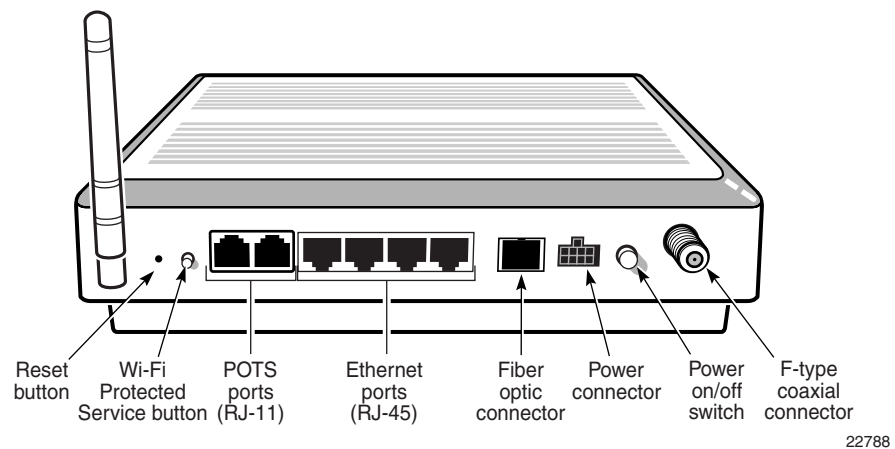 Reset
button
Wi-Fi
Protected
Service button
POTS
ports
(RJ-11)
Ethernet
ports
(RJ-45)
Fiber
optic
connector
Power
connector
Power
on/off
switch
F-type
coaxial
connector
22788